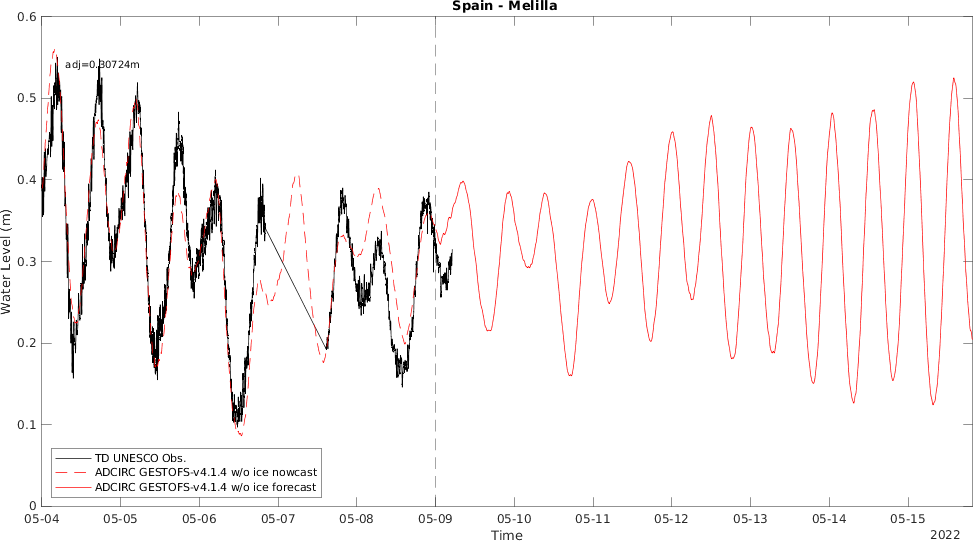 Spain - Melilla
0.6
0.5
0.4
0.3
0.2
0.1
0
Water Level (m)
adj=0.30724m
TD UNESCO Obs.
ADCIRC GESTOFS-v4.1.4 w/o ice nowcast
ADCIRC GESTOFS-v4.1.4 w/o ice forecast
05-04 05-05 05-06 05-07 05-08 05-09 05-10 05-11 05-12 05-13 05-14 05-15
Time
2022